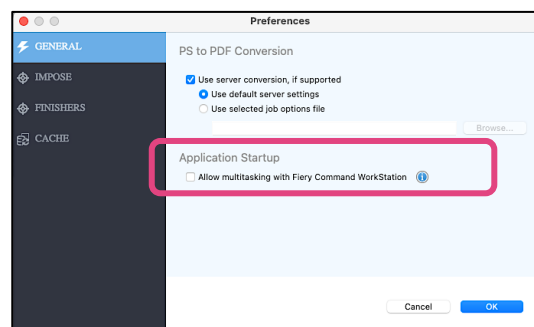 Preferences
GENERAL
IMPOSE
FINISHERS
CACHE
PS to PDF Conversion
Use server conversion, if supported
Use default server settings
Use selected job options file
Browse...
Application Startup
Allow multitasking with Fiery Command WorkStation
Cancel
OK